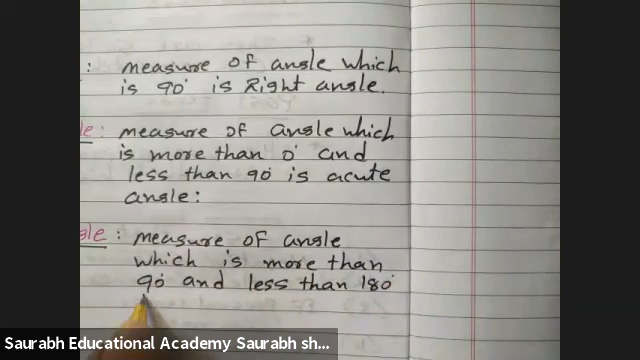 : measure of angle which
is 90° is Right angle.
le: measure of angle which
is more than 0° and
less than 90° is acute
angle:
gle: measure of angle
which is more than
90° and less than 180°
Saurabh Educational Academy Saurabh sh...